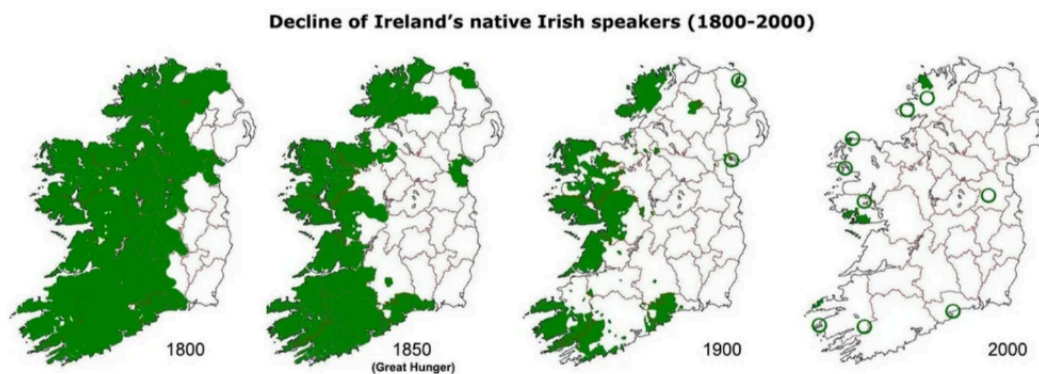 Decline of Ireland's native Irish speakers (1800-2000)
1800
1850
(Great Hunger)
1900
2000